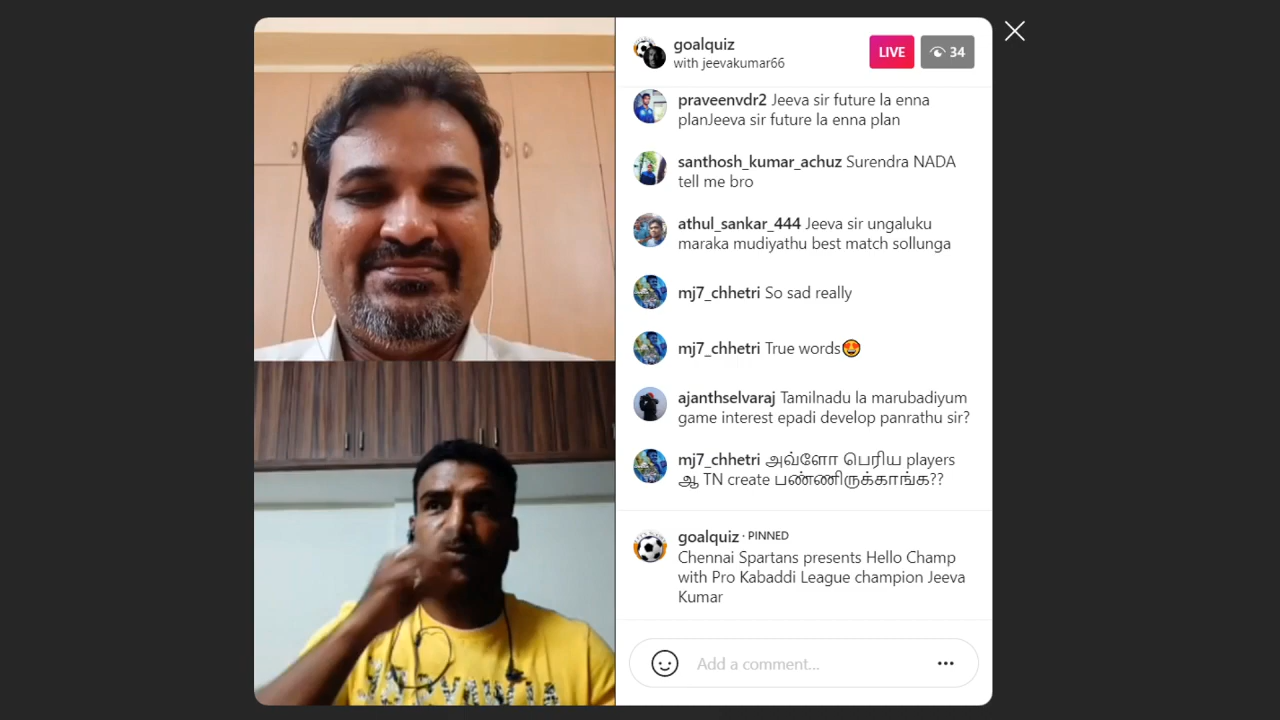 goalquiz
with jeevakumar66
LIVE
34
praveenvdr2 Jeeva sir future la enna
planJeeva sir future la enna plan
santhosh_kumar_achuz Surendra NADA
tell me bro
athul_sankar_444 Jeeva sir ungaluku
maraka mudiyathu best match sollunga
mj7_chhetri So sad really
mj7_chhetri True words😍
ajanthselvaraj Tamilnadu la marubadiyum
game interest epadi develop panrathu sir?
mj7_chhetri அவ்ளோ பெரிய players
ஆ TN create பண்ணிருக்காங்க??
goalquiz · PINNED
Chennai Spartans presents Hello Champ
with Pro Kabaddi League champion Jeeva
Kumar
Add a comment...